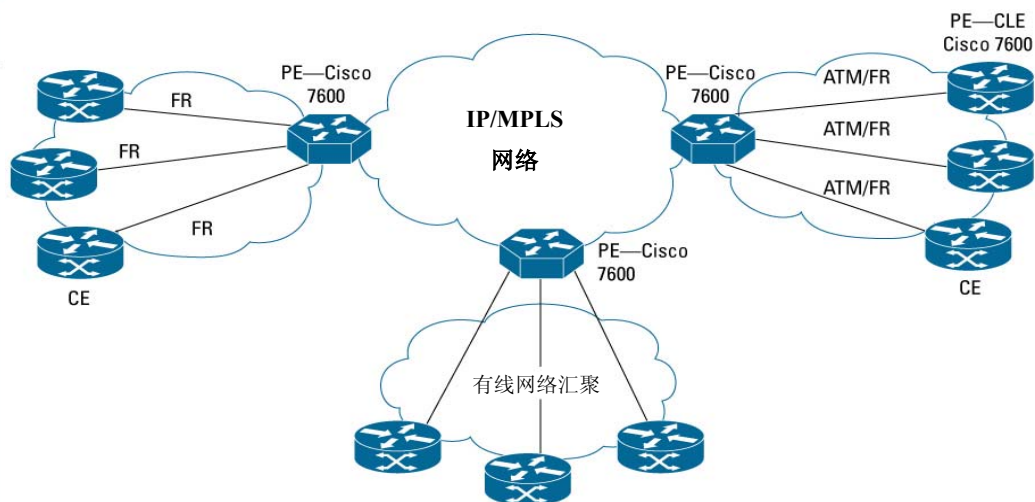 PE—CLE
Cisco 7600
PE—Cisco
7600
PE—Cisco
7600
ATM/FR
FR
IP/MPLS
网络
ATM/FR
FR
ATM/FR
FR
PE—Cisco
7600
CE
CE
有线网络汇聚